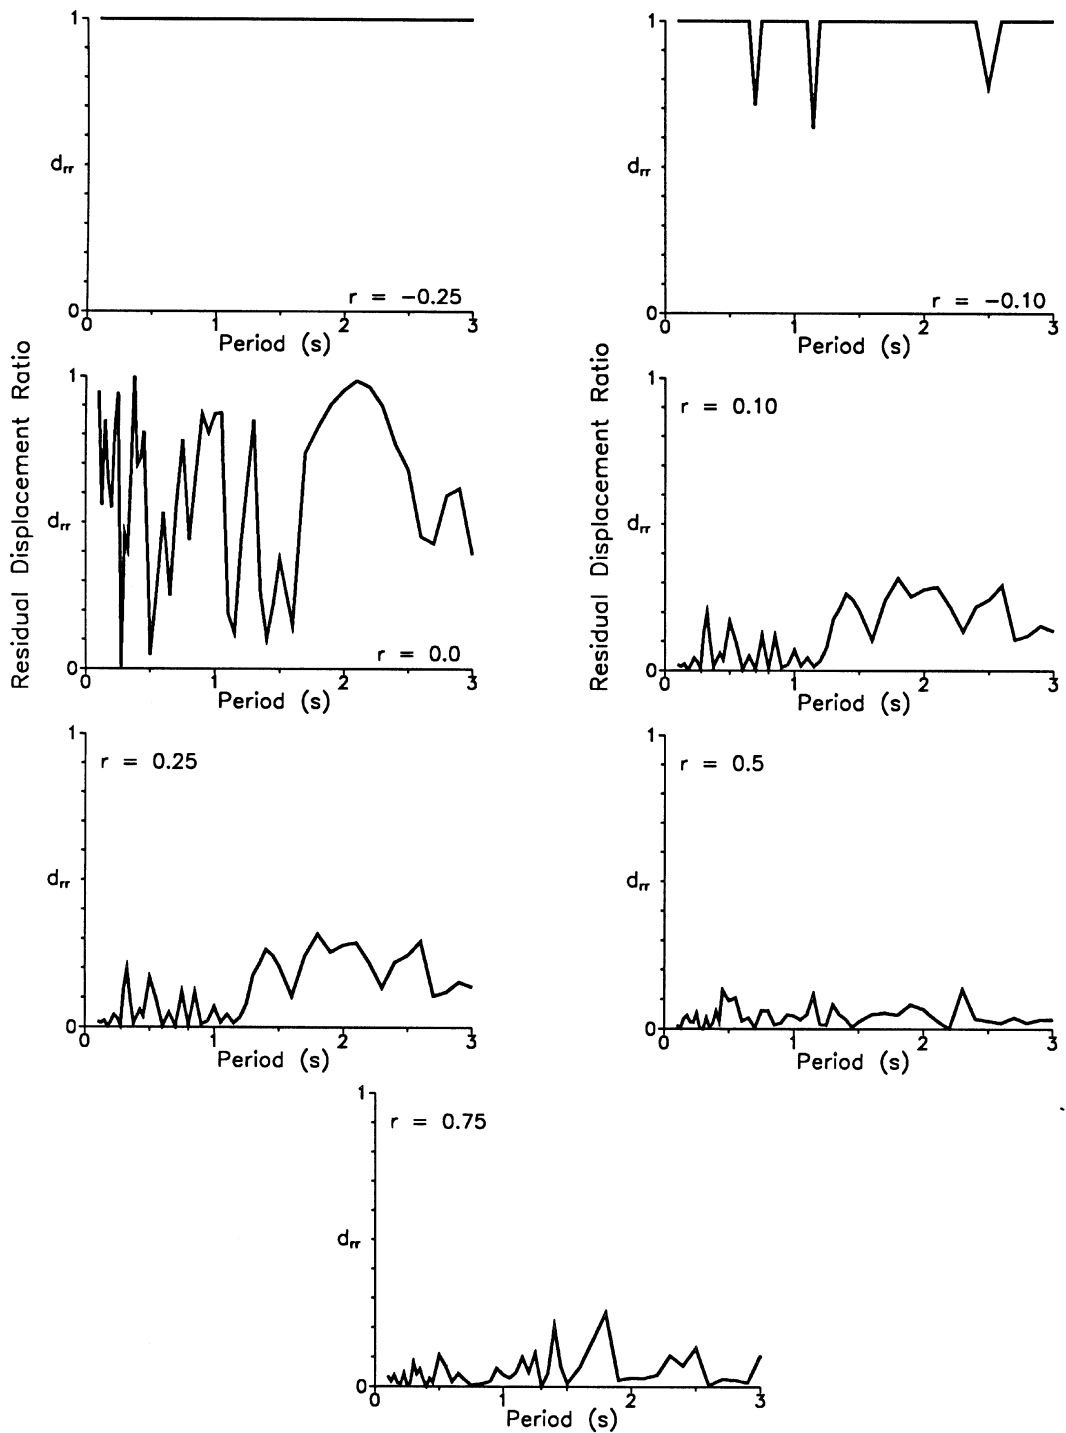 1
d_rr
r = −0.25
0
0 1 2 3
Period (s)
1
d_rr
r = −0.10
0
0 1 2 3
Period (s)
Residual Displacement Ratio
1
d_rr
r = 0.0
0
0 1 2 3
Period (s)
Residual Displacement Ratio
1
r = 0.10
d_rr
0
0 1 2 3
Period (s)
1
r = 0.25
d_rr
0
0 1 2 3
Period (s)
1
r = 0.5
d_rr
0
0 1 2 3
Period (s)
1
r = 0.75
d_rr
0
0 1 2 3
Period (s)